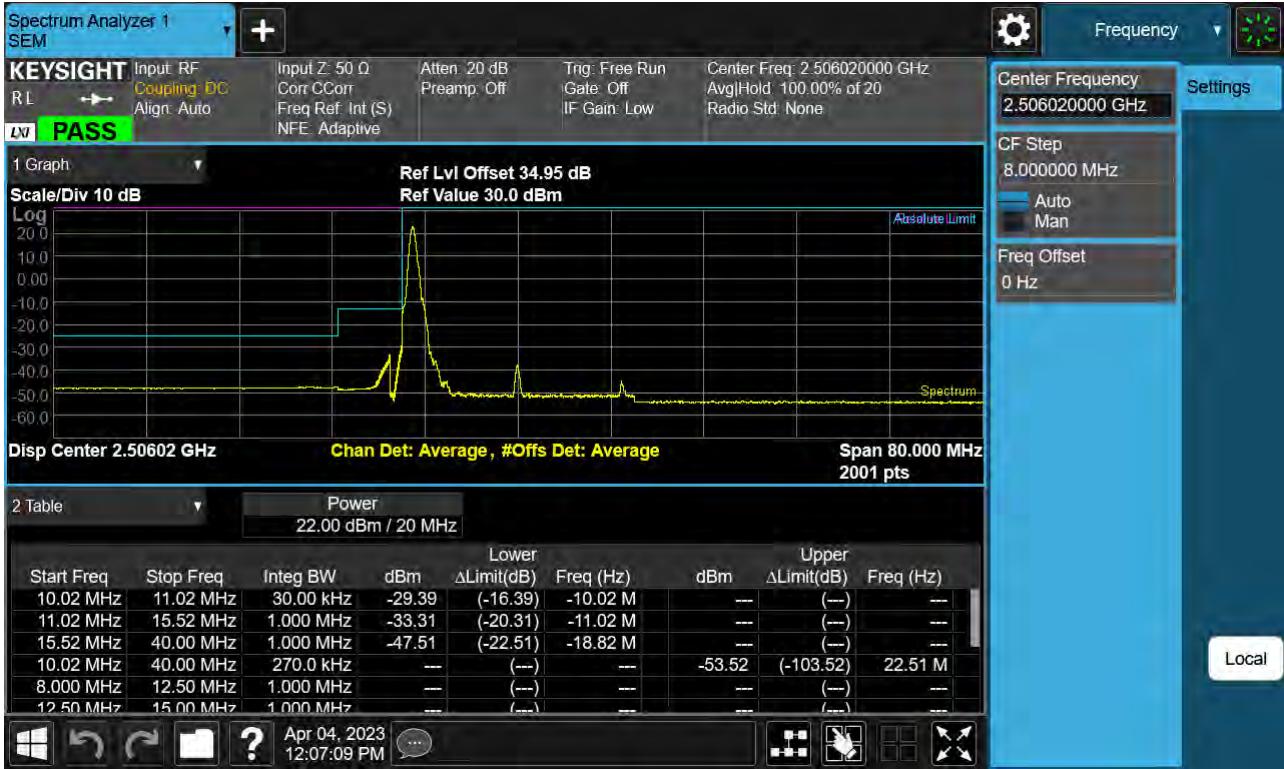 Spectrum Analyzer 1
SEM
Frequency
KEYSIGHT
RL
LXI
PASS
Input: RF
Coupling: DC
Align: Auto
Input Z: 50 Ω
Corr CCorr
Freq Ref: Int (S)
NFE: Adaptive
Atten: 20 dB
Preamp: Off
Trig: Free Run
Gate: Off
IF Gain: Low
Center Freq: 2.506020000 GHz
Avg|Hold: 100.00% of 20
Radio Std: None
Center Frequency
2.506020000 GHz
Settings
CF Step
8.000000 MHz
Auto
Man
Freq Offset
0 Hz
1 Graph
Scale/Div 10 dB
Ref Lvl Offset 34.95 dB
Ref Value 30.0 dBm
Log
Absolute Limit
20.0
10.0
0.00
-10.0
-20.0
-30.0
-40.0
-50.0
-60.0
Spectrum
Disp Center 2.50602 GHz
Chan Det: Average, #Offs Det: Average
Span 80.000 MHz
2001 pts
2 Table
Power
22.00 dBm / 20 MHz
Lower Upper
Start Freq Stop Freq Integ BW dBm ΔLimit(dB) Freq (Hz) dBm ΔLimit(dB) Freq (Hz)
10.02 MHz 11.02 MHz 30.00 kHz -29.39 (-16.39) -10.02 M --- (---) ---
11.02 MHz 15.52 MHz 1.000 MHz -33.31 (-20.31) -11.02 M --- (---) ---
15.52 MHz 40.00 MHz 1.000 MHz -47.51 (-22.51) -18.82 M --- (---) ---
10.02 MHz 40.00 MHz 270.0 kHz --- (---) --- -53.52 (-103.52) 22.51 M
8.000 MHz 12.50 MHz 1.000 MHz --- (---) --- --- (---) ---
12.50 MHz 15.00 MHz 1.000 MHz --- (---) --- --- (---) ---
Local
?
Apr 04, 2023
12:07:09 PM